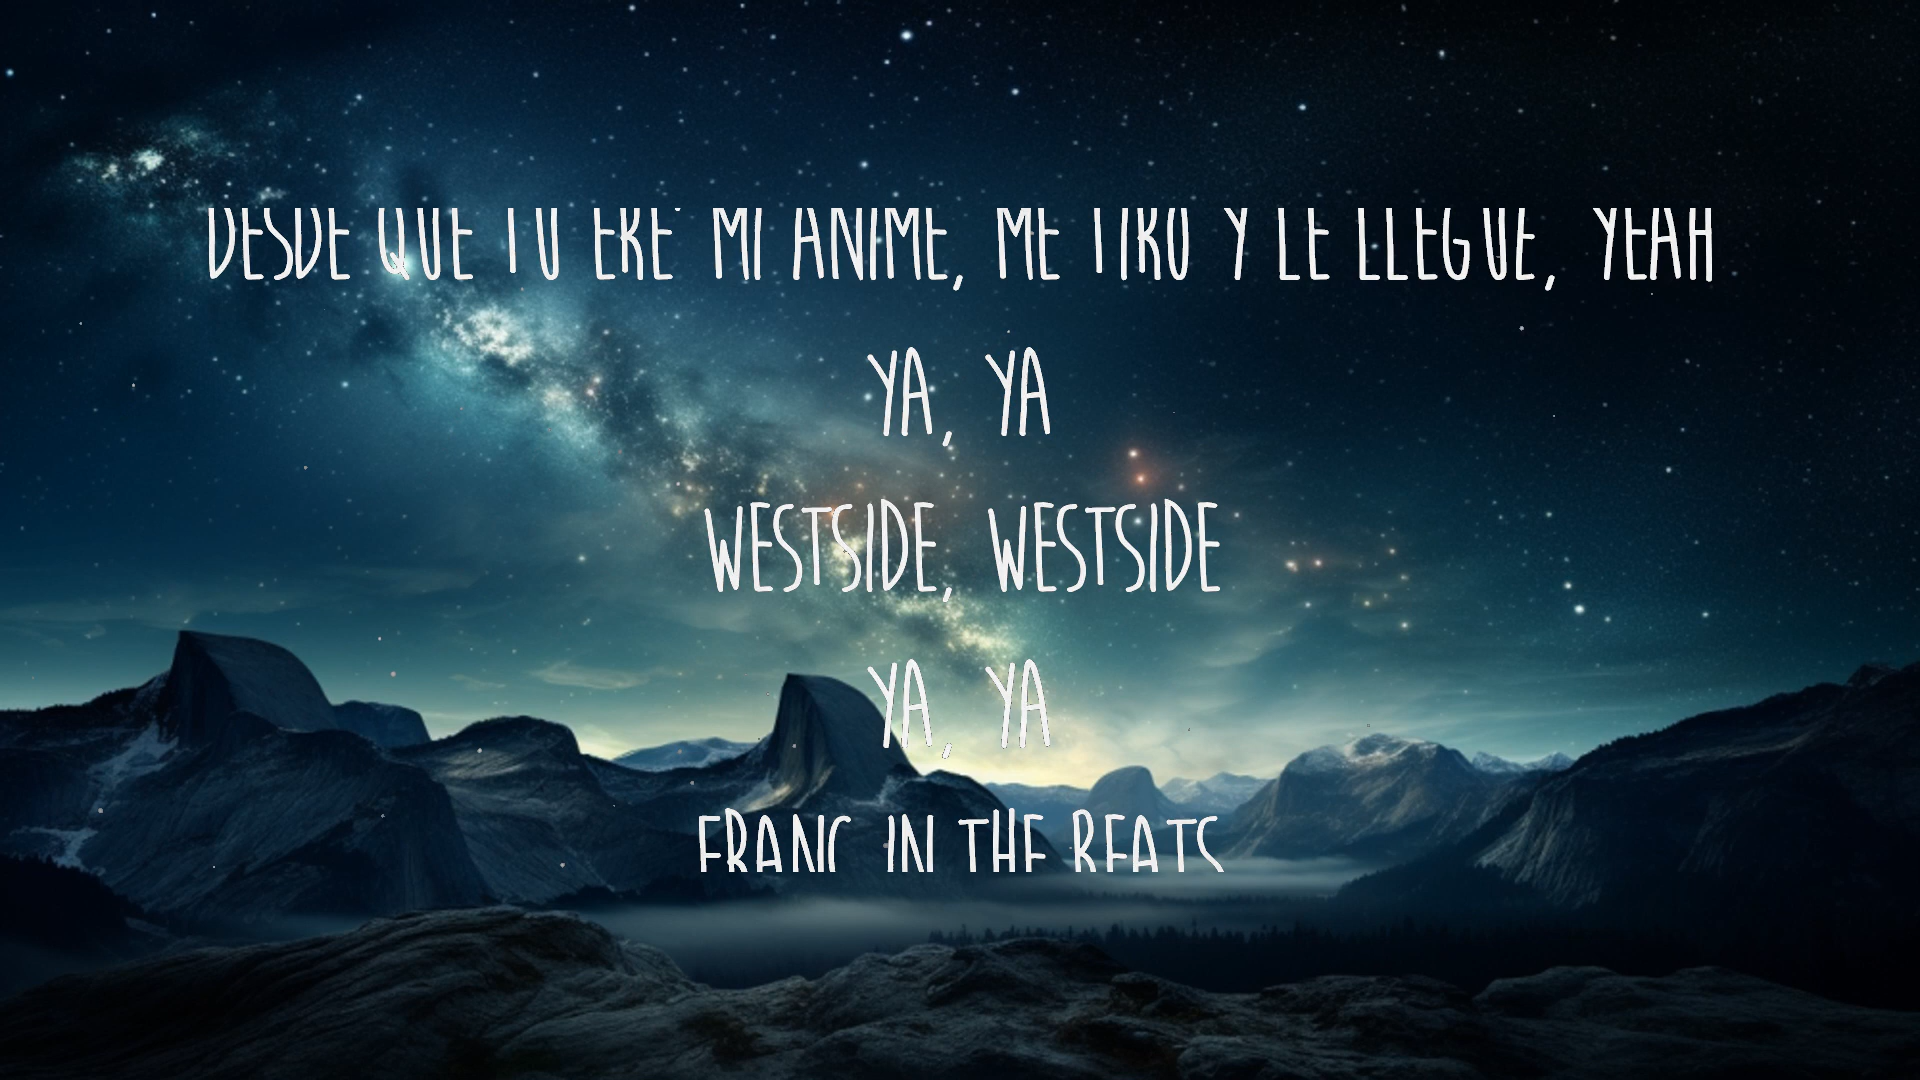 DESDE QUE TU ERE' MI ANIME, ME TIRO Y LE LLEGUE, YEAH
YA, YA
WESTSIDE, WESTSIDE
YA, YA
FRANC IN THE BEATS